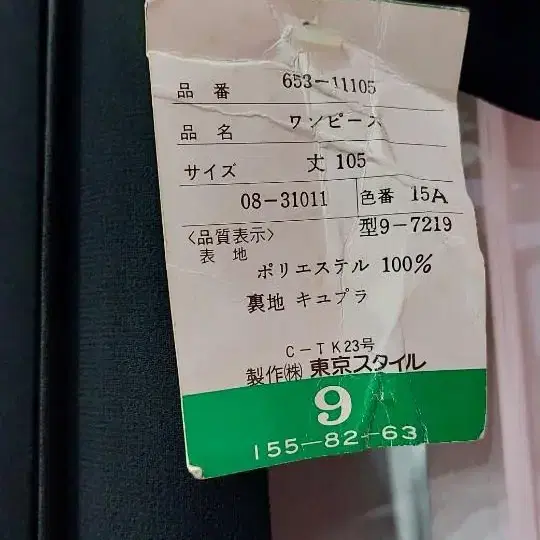 品番 653-11105
品名 ワンピース
サイズ 丈 105
08-31011 色番 15A
〈品質表示〉 型9-7219
表地
ポリエステル 100%
裏地 キュプラ
C-TK23号
製作㈱東京スタイル
9
155-82-63